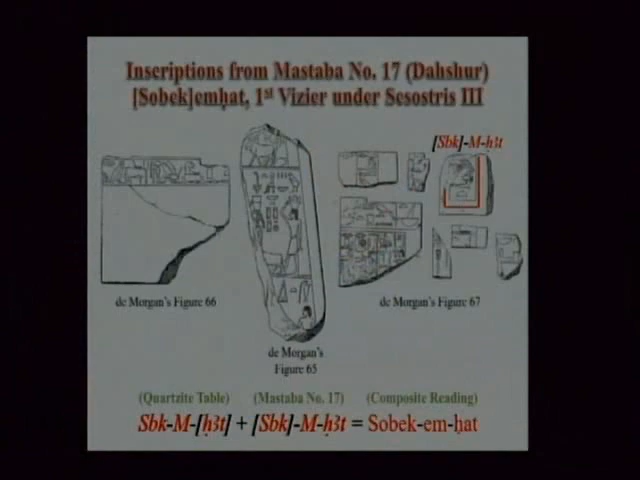 Inscriptions from Mastaba No. 17 (Dahshur)
[Sobek]emḥat, 1st Vizier under Sesostris III
[Sbk]-M-ḥ3t
de Morgan's Figure 66
de Morgan's Figure 67
de Morgan's
Figure 65
(Quartzite Table) (Mastaba No. 17) (Composite Reading)
Sbk-M-[ḥ3t] + [Sbk]-M-ḥ3t = Sobek-em-ḥat